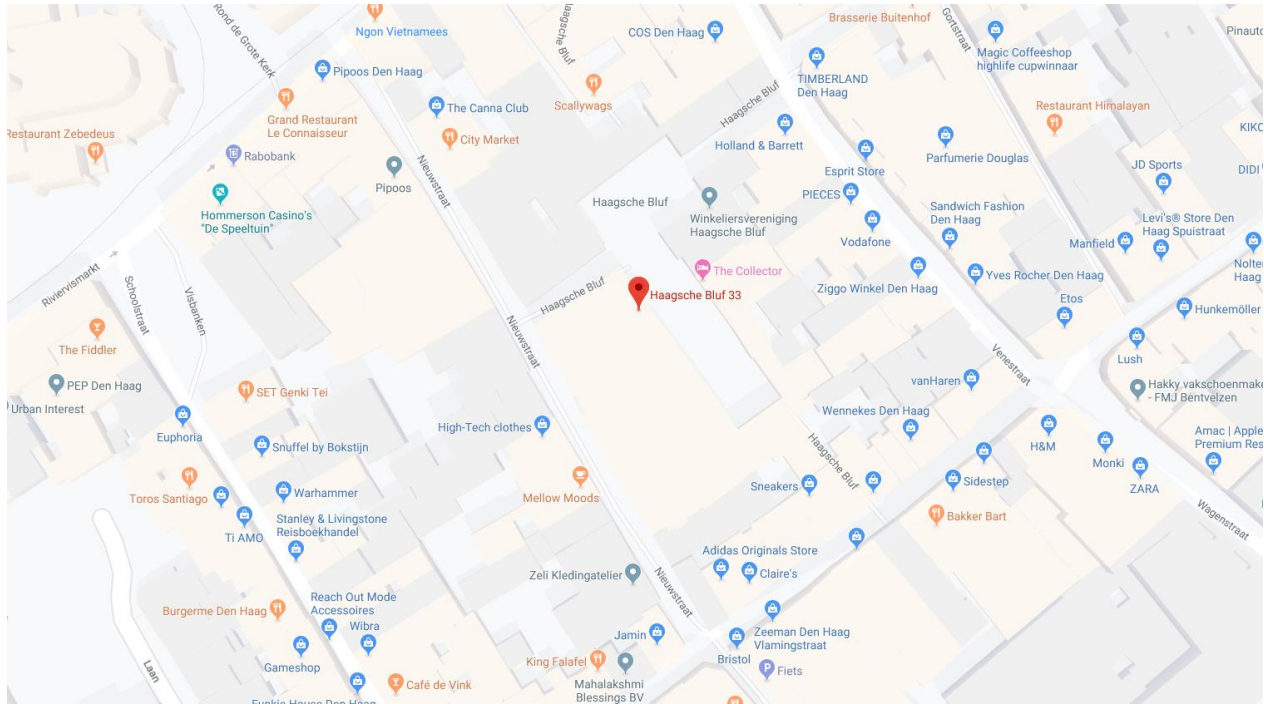 Rond de Grote Kerk
Ngon Vietnamees
Haagsche Bluf
COS Den Haag
Brasserie Buitenhof
Gortstraat
Magic Coffeeshop
highlife cupwinnaar
Pipoos Den Haag
TIMBERLAND
Den Haag
The Canna Club
Scallywags
Grand Restaurant
Le Connaisseur
Restaurant Himalayan
Restaurant Zebedeus
City Market
Haagsche Bluf
Holland & Barrett
KIKO
Rabobank
Parfumerie Douglas
JD Sports
Pipoos
Nieuwstraat
Esprit Store
DIDI
PIECES
Haagsche Bluf
Hommerson Casino's
"De Speeltuin"
Winkeliersvereniging
Haagsche Bluf
Sandwich Fashion
Den Haag
Levi's® Store Den
Haag Spuistraat
Vodafone
Manfield
Riviervismarkt
Schoolstraat
Visbanken
Haagsche Bluf
The Collector
Haagsche Bluf 33
Ziggo Winkel Den Haag
Yves Rocher Den Haag
Haag
Etos
Hunkemöller
The Fiddler
Nieuwstraat
Venestraat
Lush
PEP Den Haag
Urban Interest
SET Genki Tei
vanHaren
Hakky vakschoenmake
- FMJ Bentvelzen
Wennekes Den Haag
Euphoria
High-Tech clothes
Snuffel by Bokstijn
Haagsche Bluf
H&M
Monki
Amac | Apple
Premium Res
Toros Santiago
Warhammer
Mellow Moods
Sneakers
Sidestep
ZARA
Stanley & Livingstone
Reisboekhandel
Ti AMO
Bakker Bart
Wagenstraat
Adidas Originals Store
Zeli Kledingatelier
Claire's
Nieuwstraat
Burgerme Den Haag
Reach Out Mode
Accessoires
Wibra
Jamin
Zeeman Den Haag
Vlamingstraat
Laan
Gameshop
King Falafel
Bristol
Café de Vink
Mahalakshmi
Blessings BV
Fiets
Funkie House Den Haag